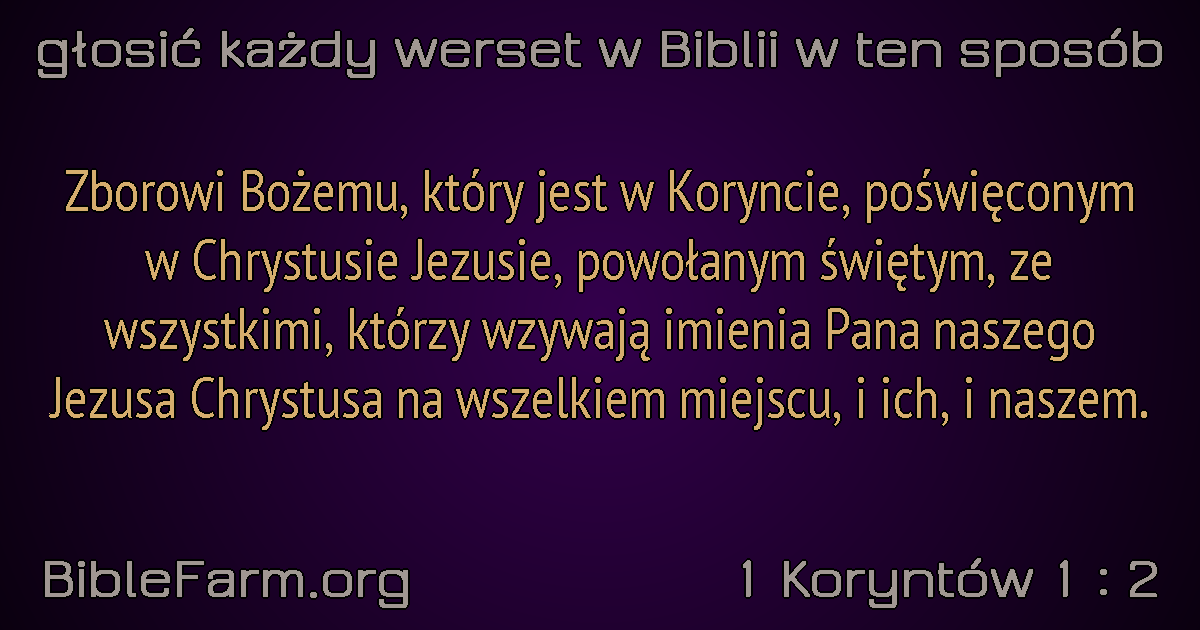 głosić każdy werset w Biblii w ten sposób
Zborowi Bożemu, który jest w Koryncie, poświęconym
w Chrystusie Jezusie, powołanym świętym, ze
wszystkimi, którzy wzywają imienia Pana naszego
Jezusa Chrystusa na wszelkiem miejscu, i ich, i naszem.
BibleFarm.org
1 Koryntów 1 : 2